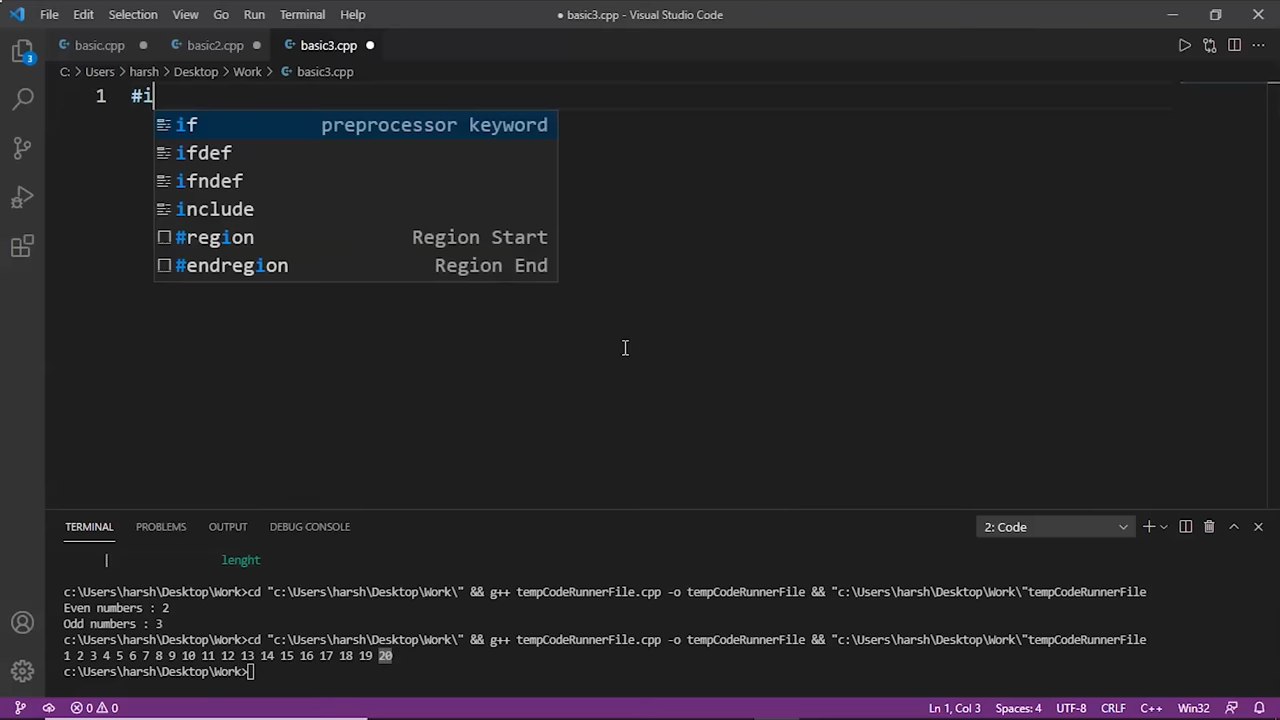 File Edit Selection View Go Run Terminal Help
● basic3.cpp - Visual Studio Code
basic.cpp ● basic2.cpp ● basic3.cpp ●
C: > Users > harsh > Desktop > Work > basic3.cpp
1 #i
if preprocessor keyword
ifdef
ifndef
include
#region Region Start
#endregion Region End
3
TERMINAL PROBLEMS OUTPUT DEBUG CONSOLE 2: Code
| lenght
c:\Users\harsh\Desktop\Work>cd "c:\Users\harsh\Desktop\Work\" && g++ tempCodeRunnerFile.cpp -o tempCodeRunnerFile && "c:\Users\harsh\Desktop\Work\"tempCodeRunnerFile
Even numbers : 2
Odd numbers : 3
c:\Users\harsh\Desktop\Work>cd "c:\Users\harsh\Desktop\Work\" && g++ tempCodeRunnerFile.cpp -o tempCodeRunnerFile && "c:\Users\harsh\Desktop\Work\"tempCodeRunnerFile
1 2 3 4 5 6 7 8 9 10 11 12 13 14 15 16 17 18 19 20
c:\Users\harsh\Desktop\Work>
0 0 Ln 1, Col 3 Spaces: 4 UTF-8 CRLF C++ Win32